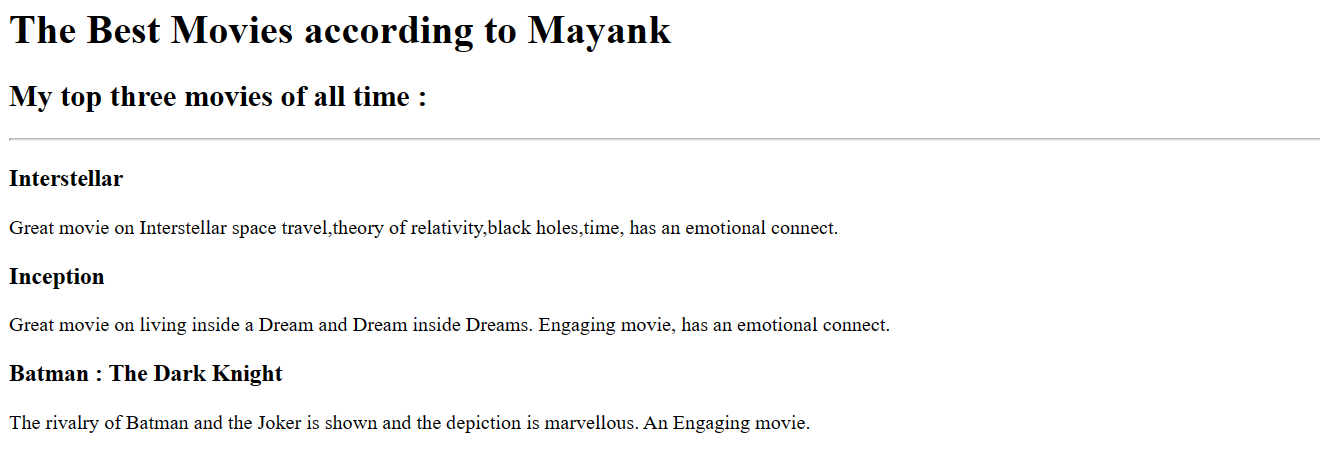 The Best Movies according to Mayank
My top three movies of all time :
Interstellar
Great movie on Interstellar space travel,theory of relativity,black holes,time, has an emotional connect.
Inception
Great movie on living inside a Dream and Dream inside Dreams. Engaging movie, has an emotional connect.
Batman : The Dark Knight
The rivalry of Batman and the Joker is shown and the depiction is marvellous. An Engaging movie.